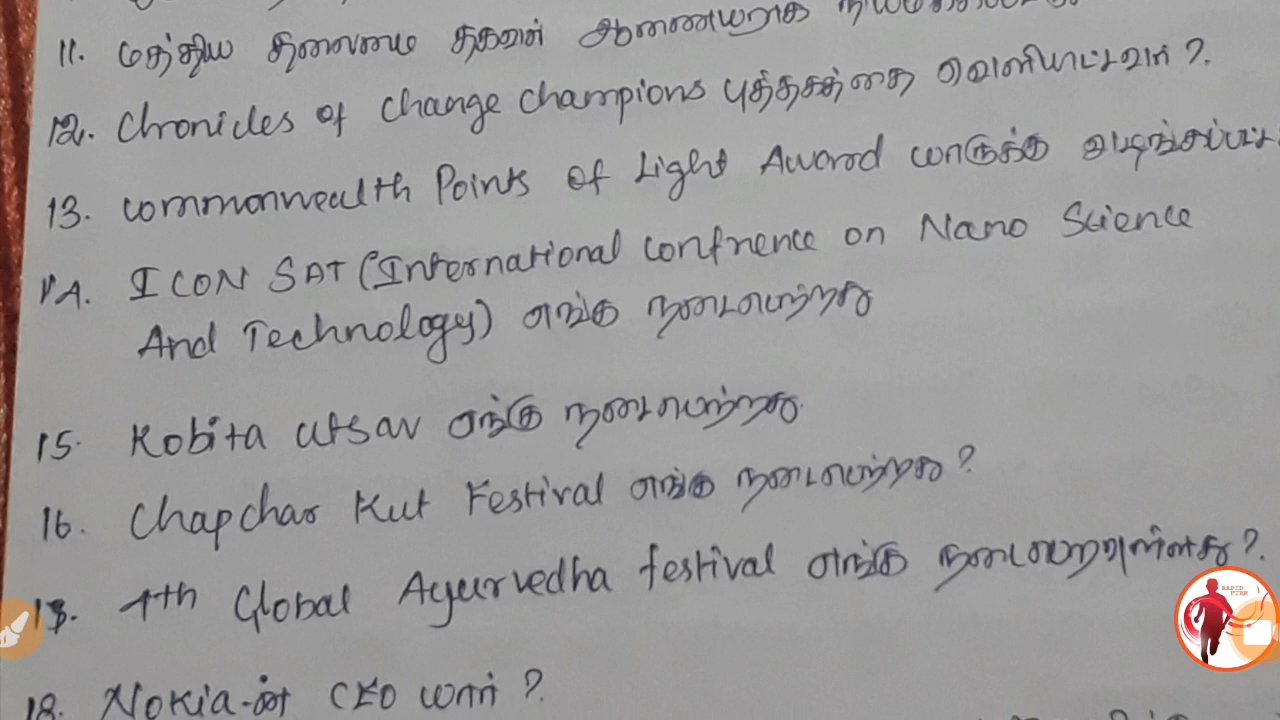 11. மத்திய தலைமை தகவல் ஆணையராக
12. Chronicles of change champions புத்தகத்தை வெளியிட்டவர்?.
13. commonwealth Points of Light Award யாருக்கு
14. ICON SAT (International confrence on Nano Science
And Technology) எங்கு நடைபெற்றது
15. Kobita utsav எங்கு நடைபெற்றது.
16. Chapchar Kut Festival எங்கு நடைபெற்றது?
4th Global Ayurvedha festival எங்கு நடைபெறவுள்ளது?.
18. Nokia-ன் CEO யார்?
RAPID
FIRE